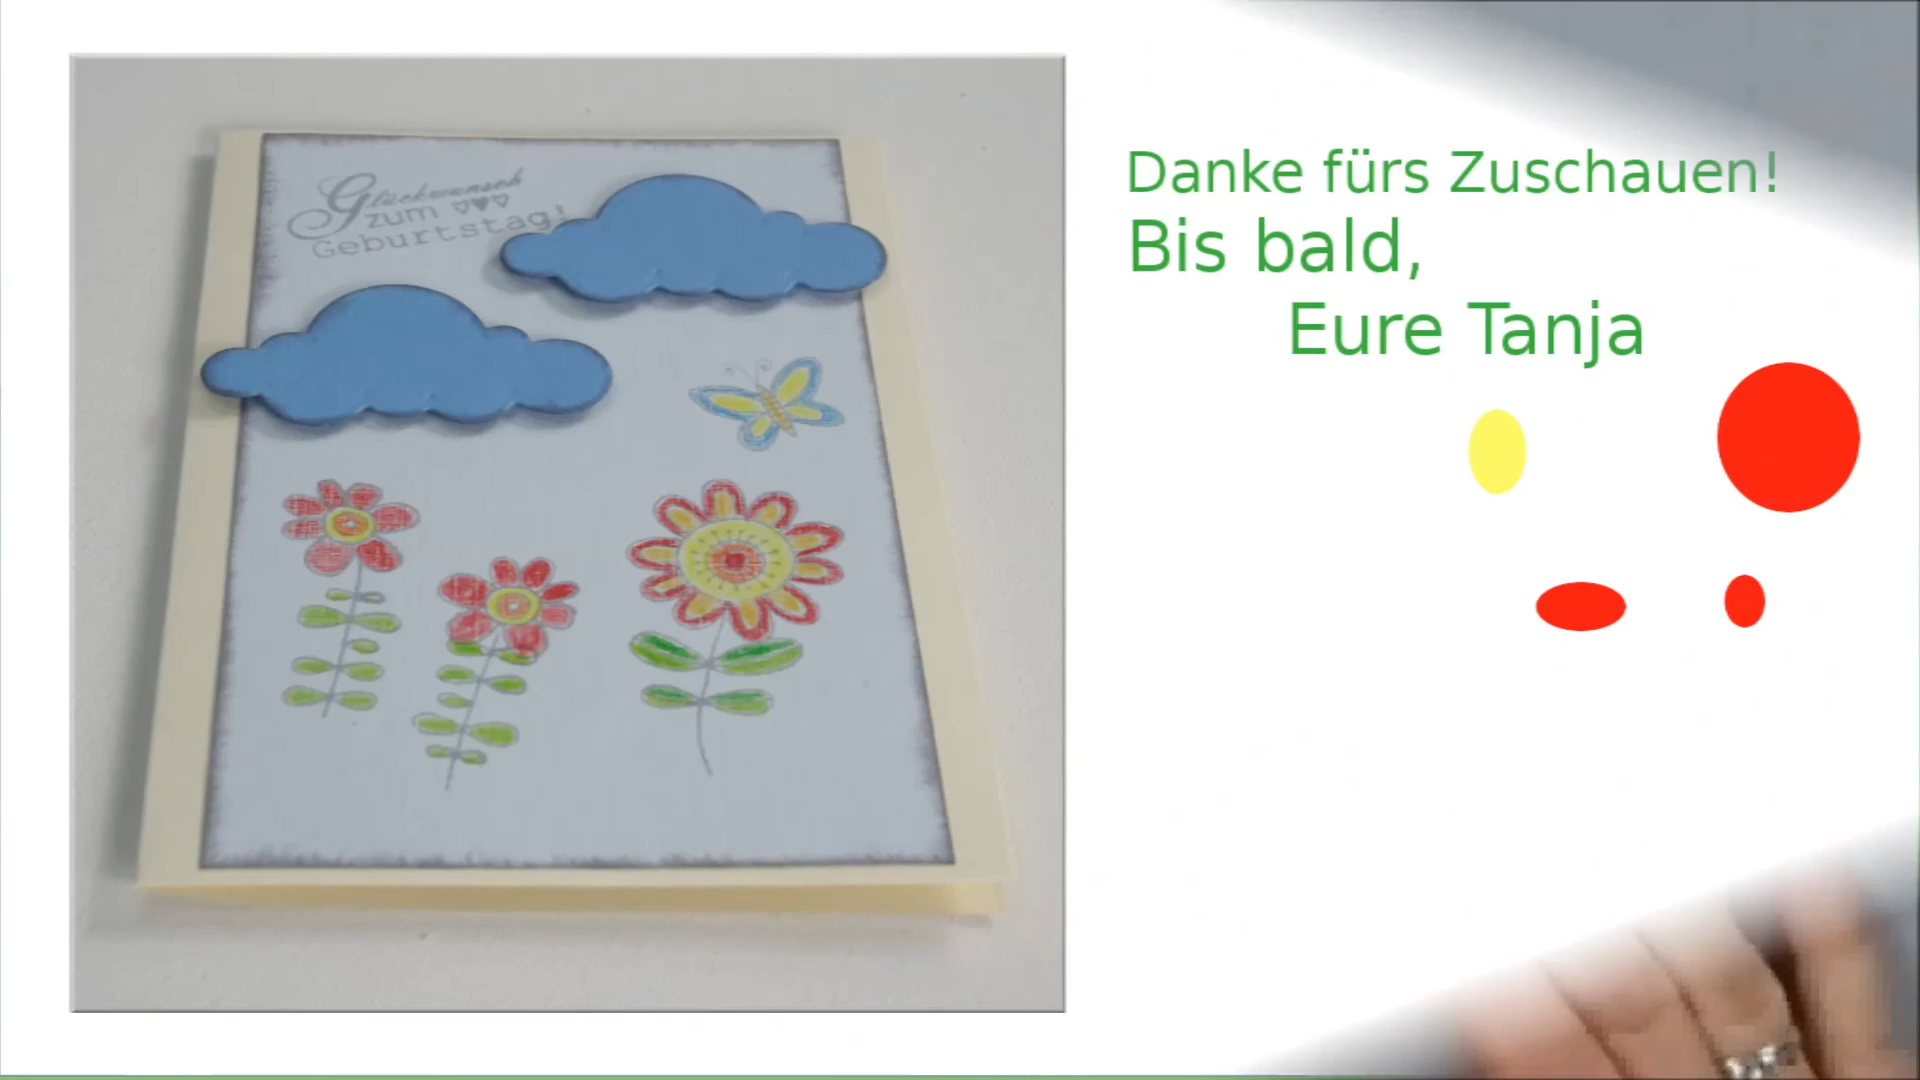 Glückwunsch
zum ♡♥♡
Geburtstag!
Danke fürs Zuschauen!
Bis bald,
Eure Tanja